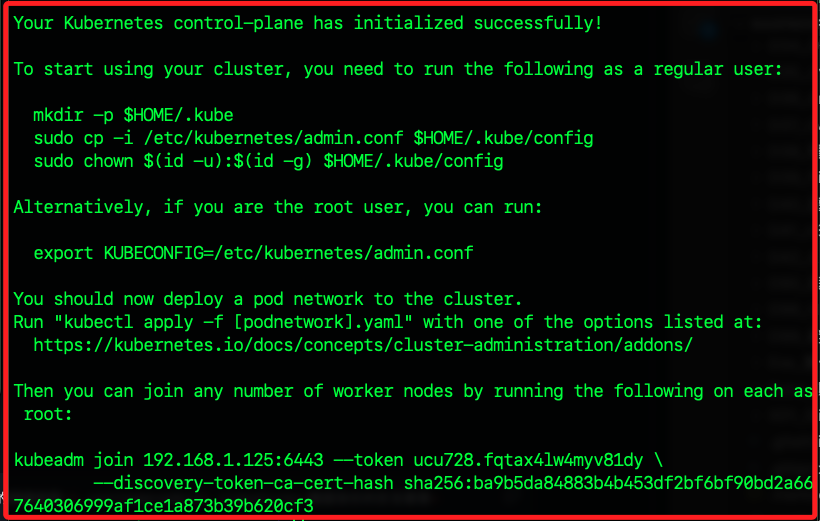 Your Kubernetes control-plane has initialized successfully!
To start using your cluster, you need to run the following as a regular user:
mkdir -p $HOME/.kube
sudo cp -i /etc/kubernetes/admin.conf $HOME/.kube/config
sudo chown $(id -u):$(id -g) $HOME/.kube/config
Alternatively, if you are the root user, you can run:
export KUBECONFIG=/etc/kubernetes/admin.conf
You should now deploy a pod network to the cluster.
Run "kubectl apply -f [podnetwork].yaml" with one of the options listed at:
https://kubernetes.io/docs/concepts/cluster-administration/addons/
Then you can join any number of worker nodes by running the following on each as
root:
kubeadm join 192.168.1.125:6443 --token ucu728.fqtax4lw4myv81dy \
--discovery-token-ca-cert-hash sha256:ba9b5da84883b4b453df2bf6bf90bd2a66
7640306999af1ce1a873b39b620cf3